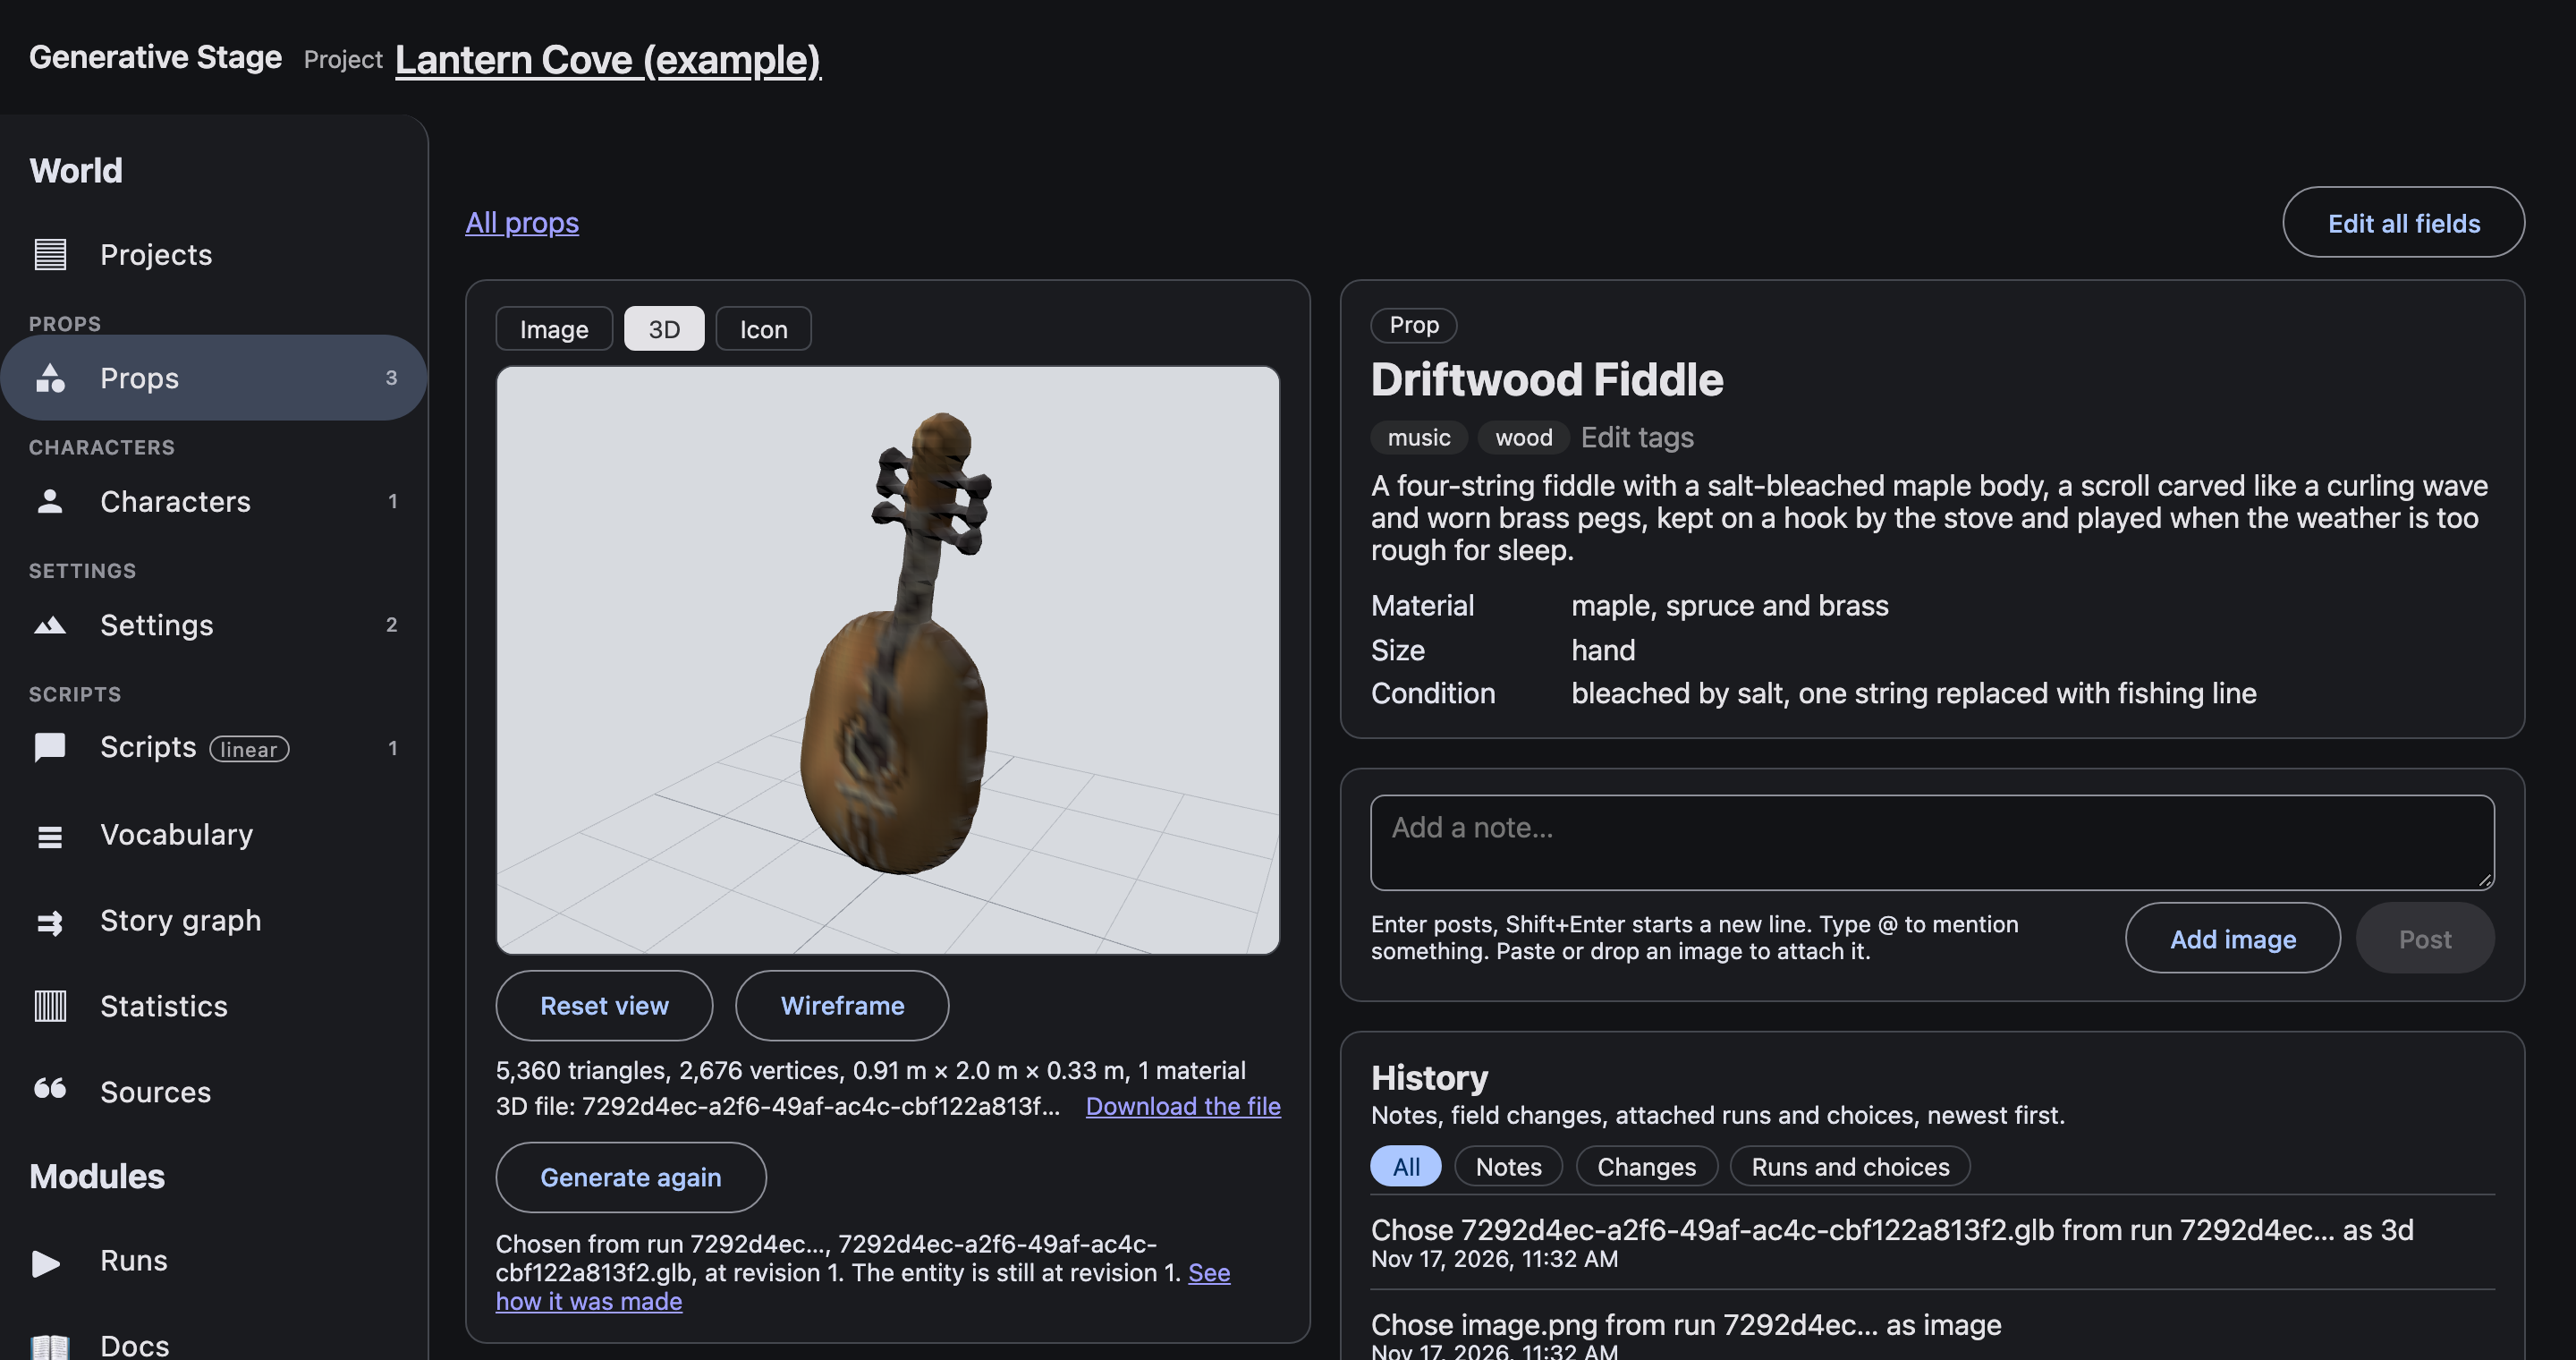 Generative Stage Project Lantern Cove (example)
World
Projects
PROPS
Props 3
CHARACTERS
Characters 1
SETTINGS
Settings 2
SCRIPTS
Scripts linear 1
Vocabulary
Story graph
Statistics
Sources
Modules
Runs
Docs
All props
Edit all fields
Image 3D Icon
Reset view Wireframe
5,360 triangles, 2,676 vertices, 0.91 m × 2.0 m × 0.33 m, 1 material
3D file: 7292d4ec-a2f6-49af-ac4c-cbf122a813f... Download the file
Generate again
Chosen from run 7292d4ec..., 7292d4ec-a2f6-49af-ac4c-
cbf122a813f2.glb, at revision 1. The entity is still at revision 1. See
how it was made
Prop
Driftwood Fiddle
music wood Edit tags
A four-string fiddle with a salt-bleached maple body, a scroll carved like a curling wave
and worn brass pegs, kept on a hook by the stove and played when the weather is too
rough for sleep.
Material maple, spruce and brass
Size hand
Condition bleached by salt, one string replaced with fishing line
Add a note...
Enter posts, Shift+Enter starts a new line. Type @ to mention
something. Paste or drop an image to attach it.
Add image Post
History
Notes, field changes, attached runs and choices, newest first.
All Notes Changes Runs and choices
Chose 7292d4ec-a2f6-49af-ac4c-cbf122a813f2.glb from run 7292d4ec... as 3d
Nov 17, 2026, 11:32 AM
Chose image.png from run 7292d4ec... as image
Nov 17, 2026, 11:32 AM